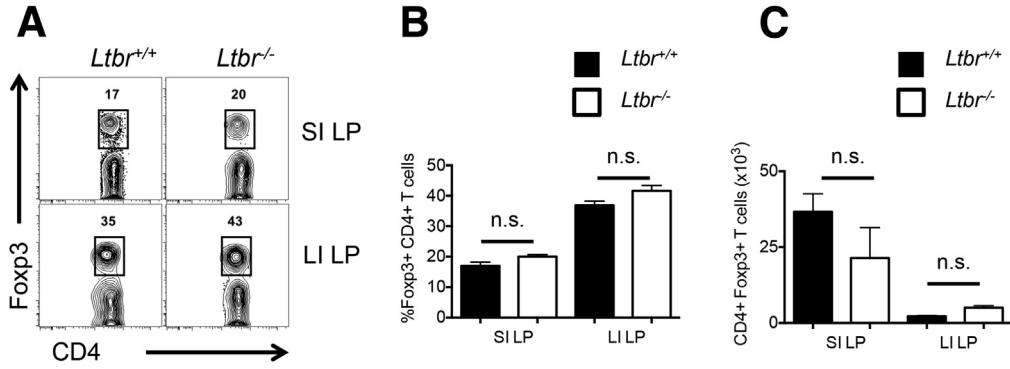 A
Ltbr+/+
Ltbr-/-
17
20
SI LP
35
43
LI LP
Foxp3
CD4
B
Ltbr+/+
Ltbr-/-
%Foxp3+ CD4+ T cells
50
40
30
20
10
0
n.s.
n.s.
SI LP
LI LP
C
Ltbr+/+
Ltbr-/-
CD4+ Foxp3+ T cells (x10³)
50
25
0
n.s.
n.s.
SI LP
LI LP